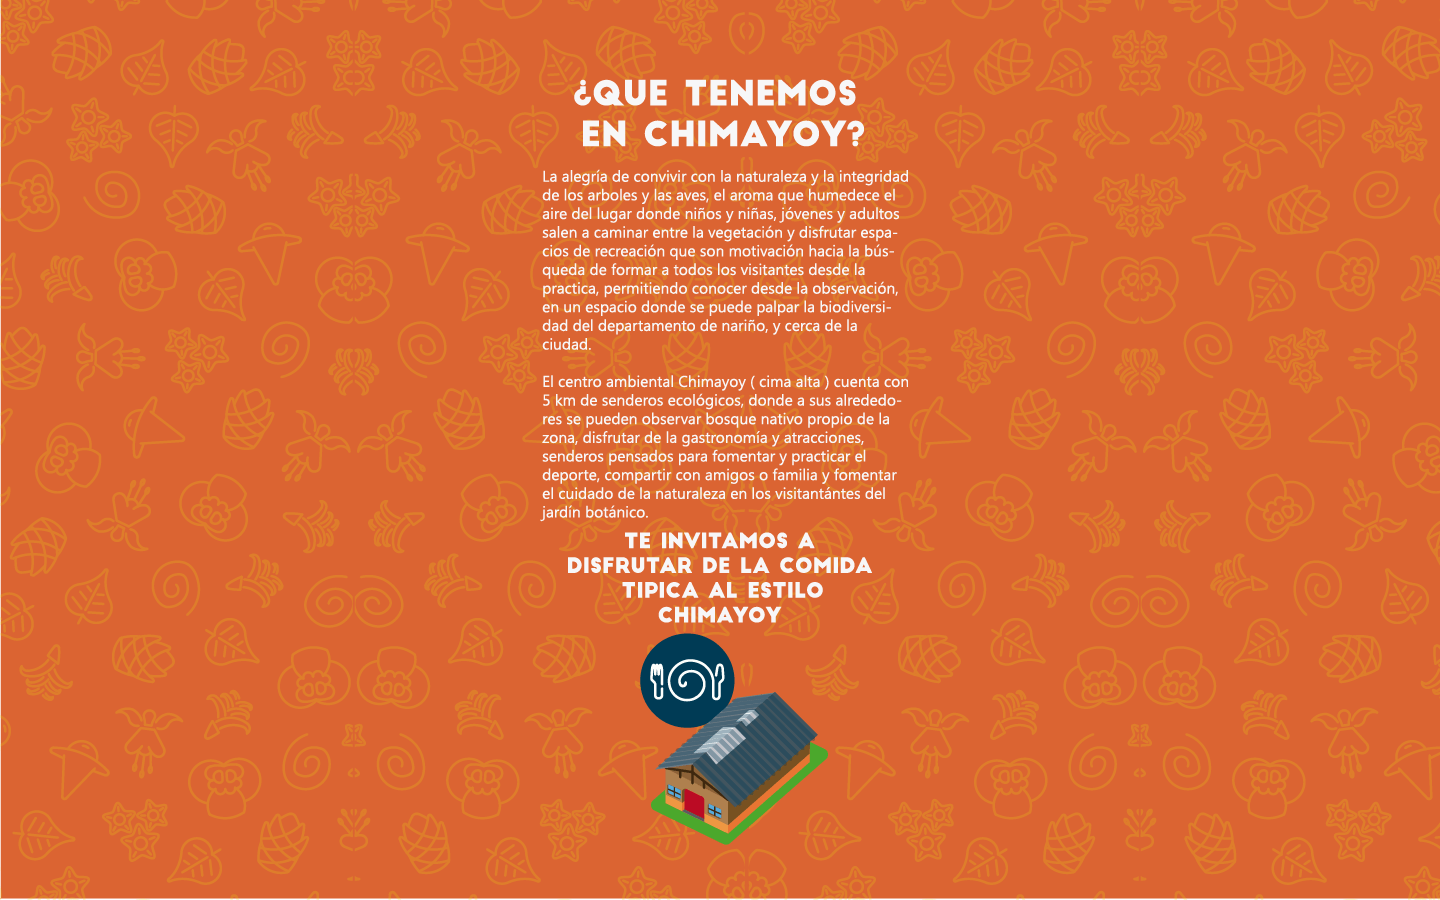 ¿QUE TENEMOS
EN CHIMAYOY?
La alegría de convivir con la naturaleza y la integridad
de los arboles y las aves, el aroma que humedece el
aire del lugar donde niños y niñas, jóvenes y adultos
salen a caminar entre la vegetación y disfrutar espa-
cios de recreación que son motivación hacia la bús-
queda de formar a todos los visitantes desde la
practica, permitiendo conocer desde la observación,
en un espacio donde se puede palpar la biodiversi-
dad del departamento de nariño, y cerca de la
ciudad.
El centro ambiental Chimayoy ( cima alta ) cuenta con
5 km de senderos ecológicos, donde a sus alrededo-
res se pueden observar bosque nativo propio de la
zona, disfrutar de la gastronomía y atracciones,
senderos pensados para fomentar y practicar el
deporte, compartir con amigos o familia y fomentar
el cuidado de la naturaleza en los visitantántes del
jardín botánico.
TE INVITAMOS A
DISFRUTAR DE LA COMIDA
TIPICA AL ESTILO
CHIMAYOY